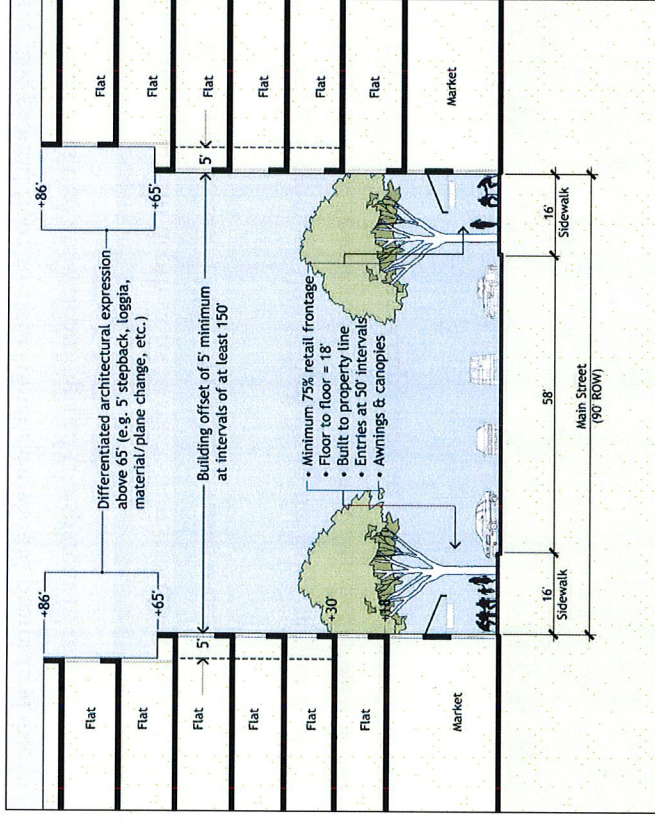 +86'
+86'
Differentiated architectural expression
above 65' (e.g. 5' stepback, loggia,
material/plane change, etc.)
+65'
+65'
Flat
Flat
Flat
Flat
Flat
Flat
Market
Flat
Flat
Flat
Flat
Flat
Flat
Market
5'
5'
Building offset of 5' minimum
at intervals of at least 150'
• Minimum 75% retail frontage
• Floor to floor = 18'
• Built to property line
• Entries at 50' intervals
• Awnings & canopies
+30'
+18'
16'
Sidewalk
58'
16'
Sidewalk
Main Street
(90' ROW)